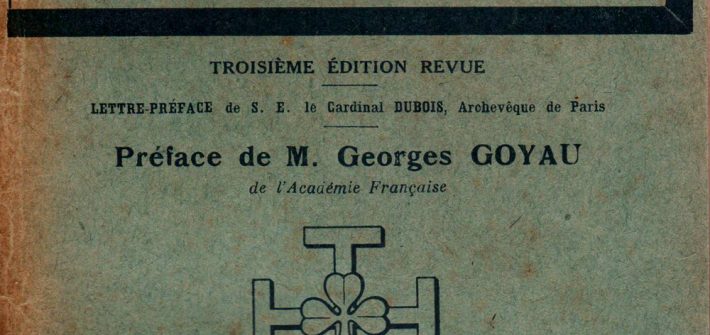 TROISIÈME ÉDITION REVUE
LETTRE-PRÉFACE de S. E. le Cardinal DUBOIS, Archevêque de Paris
Préface de M. Georges GOYAU
de l'Académie Française